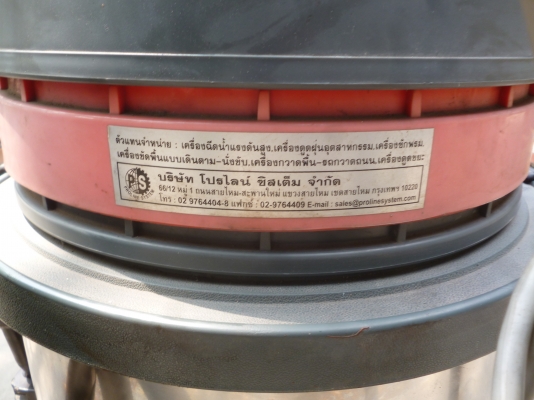 ตัวแทนจำหน่าย : เครื่องฉีดน้ำแรงดันสูง,เครื่องดูดฝุ่นอุตสาหกรรม,เครื่องซักพรม,
เครื่องขัดพื้นแบบเดินตาม-นั่งขับ,เครื่องกวาดพื้น-รถกวาดถนน,เครื่องดูดขยะ
บริษัท โปรไลน์ ซิสเต็ม จำกัด
66/12 หมู่ 1 ถนนสายไหม-สะพานใหม่ แขวงสายไหม เขตสายไหม กรุงเทพฯ 10220
โทร : 02 9764404-8 แฟกซ์ : 02-9764409 E-mail : sales@prolinesystem.com